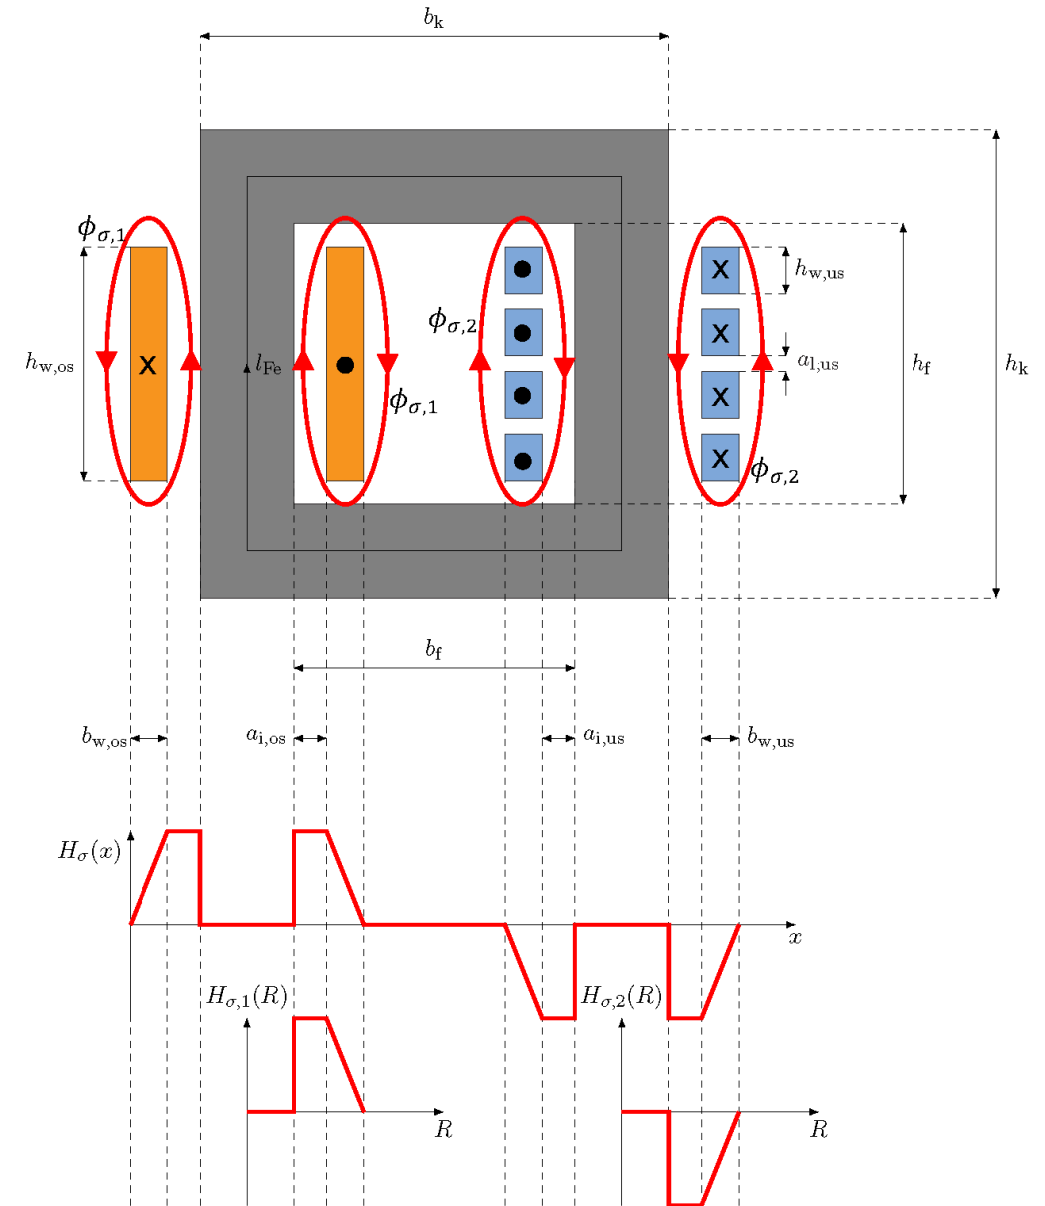 b_k
ϕ_σ,1
h_w,us
ϕ_σ,2
h_w,os
x
l_Fe
a_l,us
h_f
h_k
ϕ_σ,1
x
x
x
x
ϕ_σ,2
b_f
b_w,os
a_i,os
a_i,us
b_w,us
H_σ(x)
x
H_σ,1(R)
H_σ,2(R)
R
R